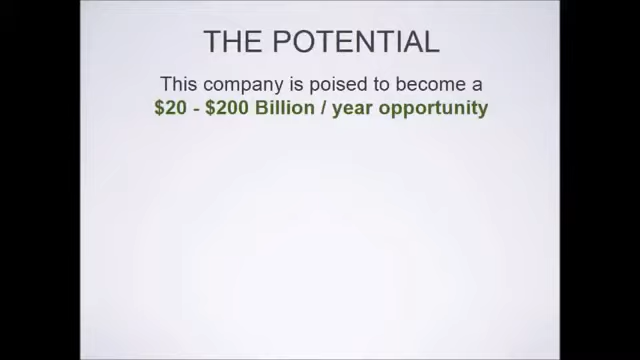 THE POTENTIAL
This company is poised to become a
$20 - $200 Billion / year opportunity